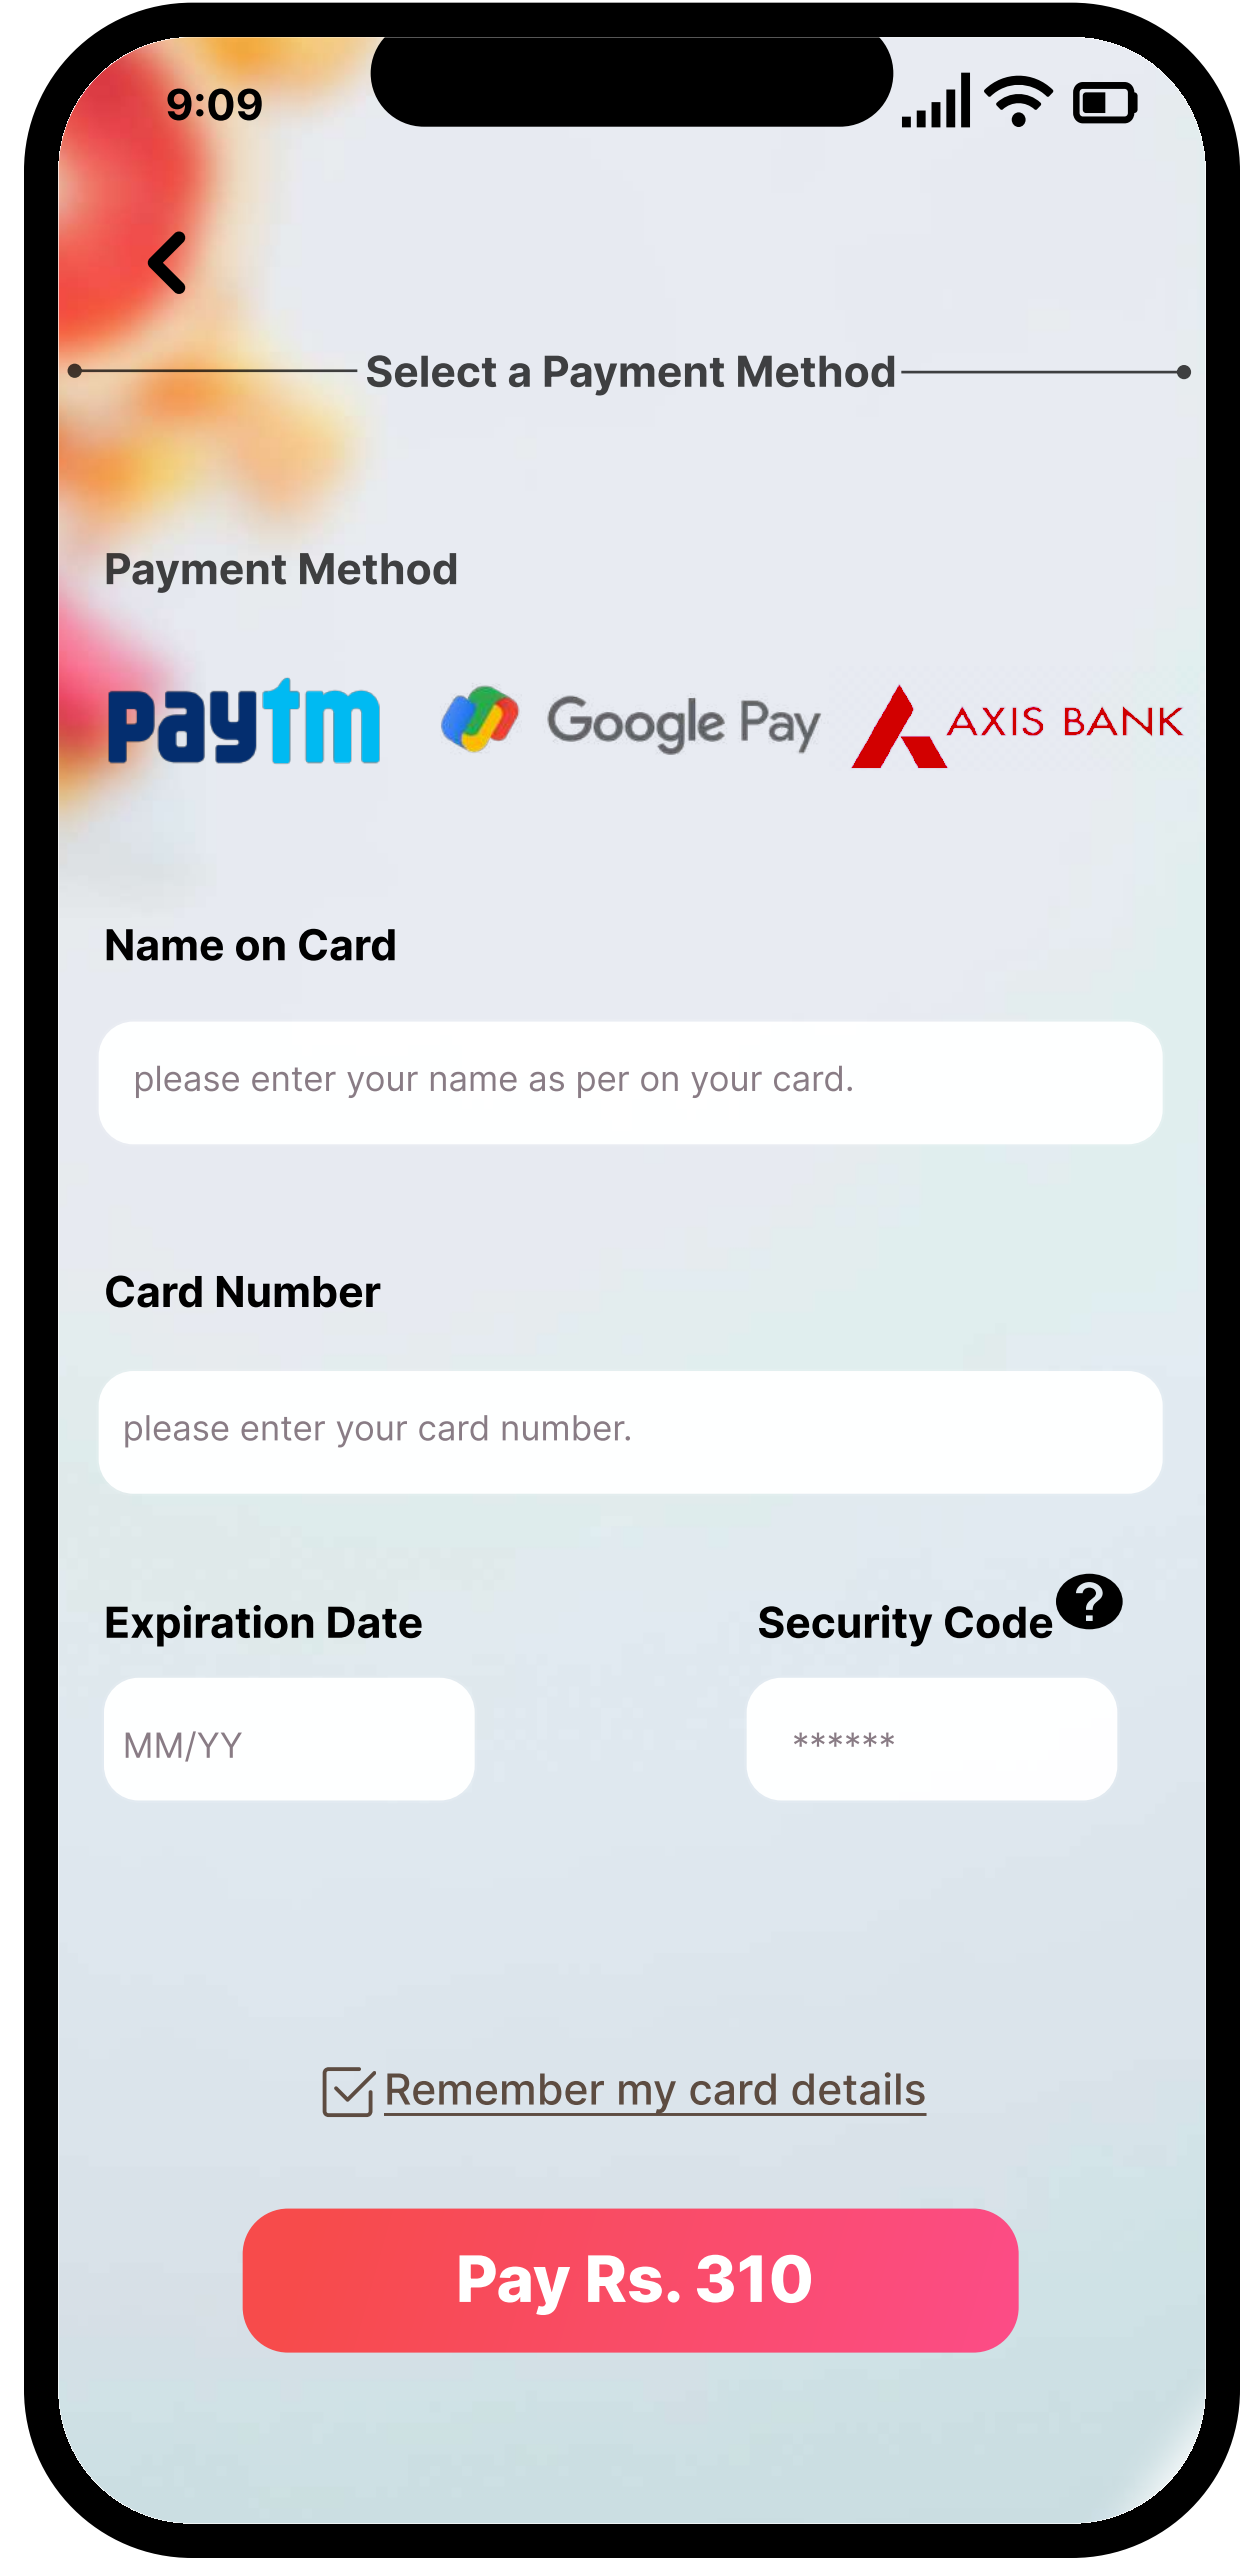 9:09
Select a Payment Method
Payment Method
paytm Google Pay AXIS BANK
Name on Card
please enter your name as per on your card.
Card Number
please enter your card number.
Expiration Date Security Code ?
MM/YY ******
Remember my card details
Pay Rs. 310